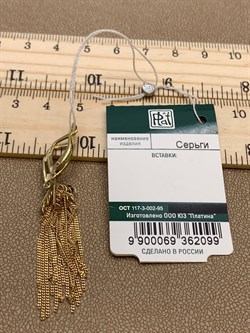 наименование
изделия
Серьги
ВСТАВКИ:
ОСТ 117-3-002-95
Изготовлено ООО ЮЗ "Платина"
9 900069 362099
СДЕЛАНО В РОССИИ